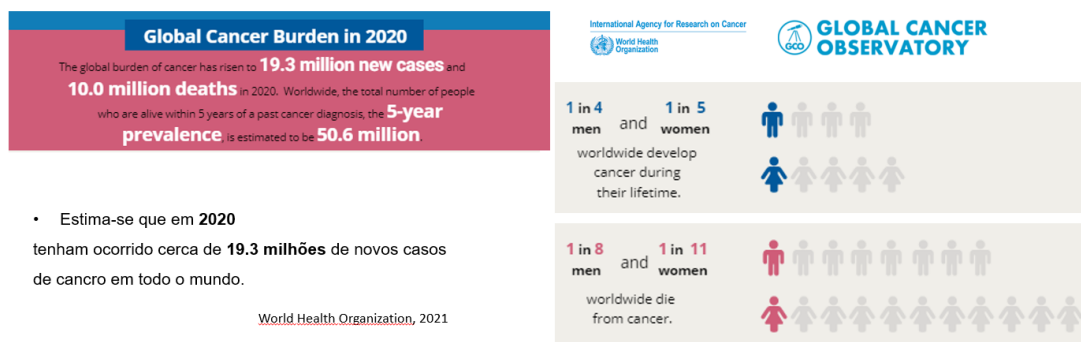 Global Cancer Burden in 2020
The global burden of cancer has risen to 19.3 million new cases and
10.0 million deaths in 2020. Worldwide, the total number of people
who are alive within 5 years of a past cancer diagnosis, the 5-year
prevalence, is estimated to be 50.6 million.
• Estima-se que em 2020
tenham ocorrido cerca de 19.3 milhões de novos casos
de cancro em todo o mundo.
World Health Organization, 2021
International Agency for Research on Cancer
World Health
Organization
GCO
GLOBAL CANCER
OBSERVATORY
1 in 4 men and 1 in 5 women
worldwide develop
cancer during
their lifetime.
1 in 8 men and 1 in 11 women
worldwide die
from cancer.